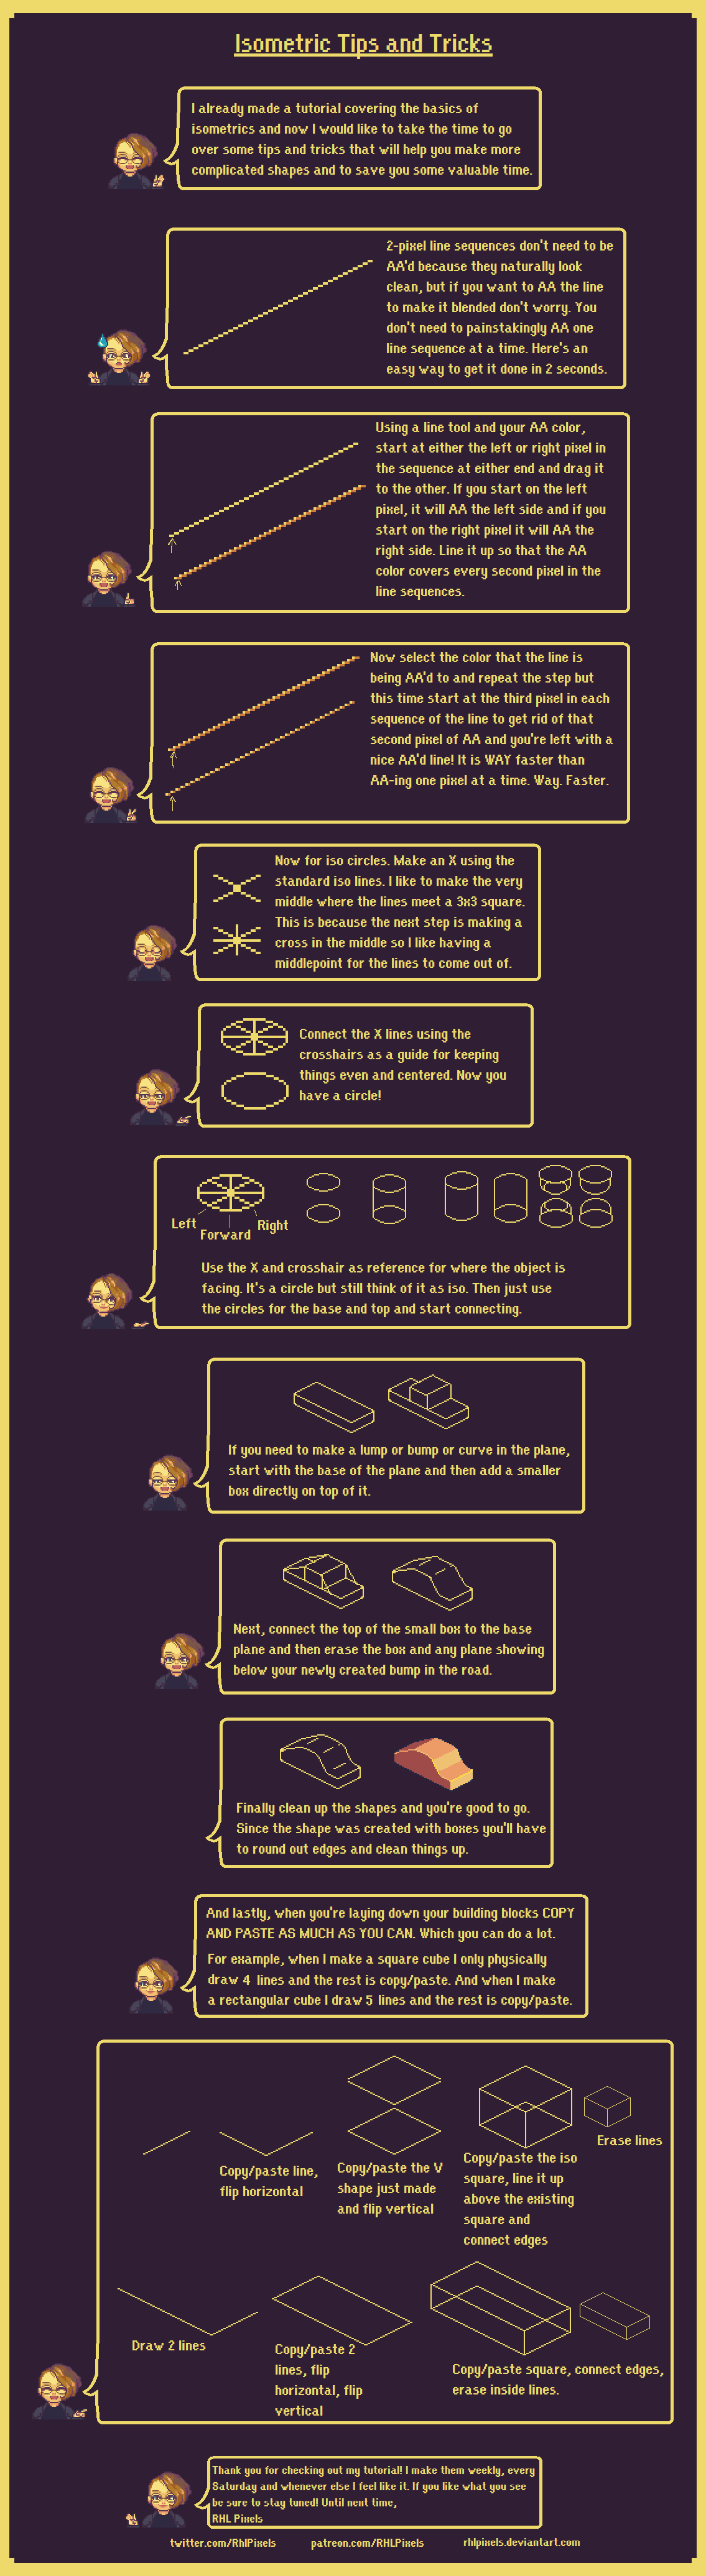 Isometric Tips and Tricks
I already made a tutorial covering the basics of
isometrics and now I would like to take the time to go
over some tips and tricks that will help you make more
complicated shapes and to save you some valuable time.
2-pixel line sequences don't need to be
AA'd because they naturally look
clean, but if you want to AA the line
to make it blended don't worry. You
don't need to painstakingly AA one
line sequence at a time. Here's an
easy way to get it done in 2 seconds.
Using a line tool and your AA color,
start at either the left or right pixel in
the sequence at either end and drag it
to the other. If you start on the left
pixel, it will AA the left side and if you
start on the right pixel it will AA the
right side. Line it up so that the AA
color covers every second pixel in the
line sequences.
Now select the color that the line is
being AA'd to and repeat the step but
this time start at the third pixel in each
sequence of the line to get rid of that
second pixel of AA and you're left with a
nice AA'd line! It is WAY faster than
AA-ing one pixel at a time. Way. Faster.
Now for iso circles. Make an X using the
standard iso lines. I like to make the very
middle where the lines meet a 3x3 square.
This is because the next step is making a
cross in the middle so I like having a
middlepoint for the lines to come out of.
Connect the X lines using the
crosshairs as a guide for keeping
things even and centered. Now you
have a circle!
Left
Forward
Right
Use the X and crosshair as reference for where the object is
facing. It's a circle but still think of it as iso. Then just use
the circles for the base and top and start connecting.
If you need to make a lump or bump or curve in the plane,
start with the base of the plane and then add a smaller
box directly on top of it.
Next, connect the top of the small box to the base
plane and then erase the box and any plane showing
below your newly created bump in the road.
Finally clean up the shapes and you're good to go.
Since the shape was created with boxes you'll have
to round out edges and clean things up.
And lastly, when you're laying down your building blocks COPY
AND PASTE AS MUCH AS YOU CAN. Which you can do a lot.
For example, when I make a square cube I only physically
draw 4 lines and the rest is copy/paste. And when I make
a rectangular cube I draw 5 lines and the rest is copy/paste.
Copy/paste line,
flip horizontal
Copy/paste the V
shape just made
and flip vertical
Copy/paste the iso
square, line it up
above the existing
square and
connect edges
Erase lines
Draw 2 lines
Copy/paste 2
lines, flip
horizontal, flip
vertical
Copy/paste square, connect edges,
erase inside lines.
Thank you for checking out my tutorial! I make them weekly, every
Saturday and whenever else I feel like it. If you like what you see
be sure to stay tuned! Until next time,
RHL Pixels
twitter.com/RhlPixels
patreon.com/RHLPixels
rhlpixels.deviantart.com